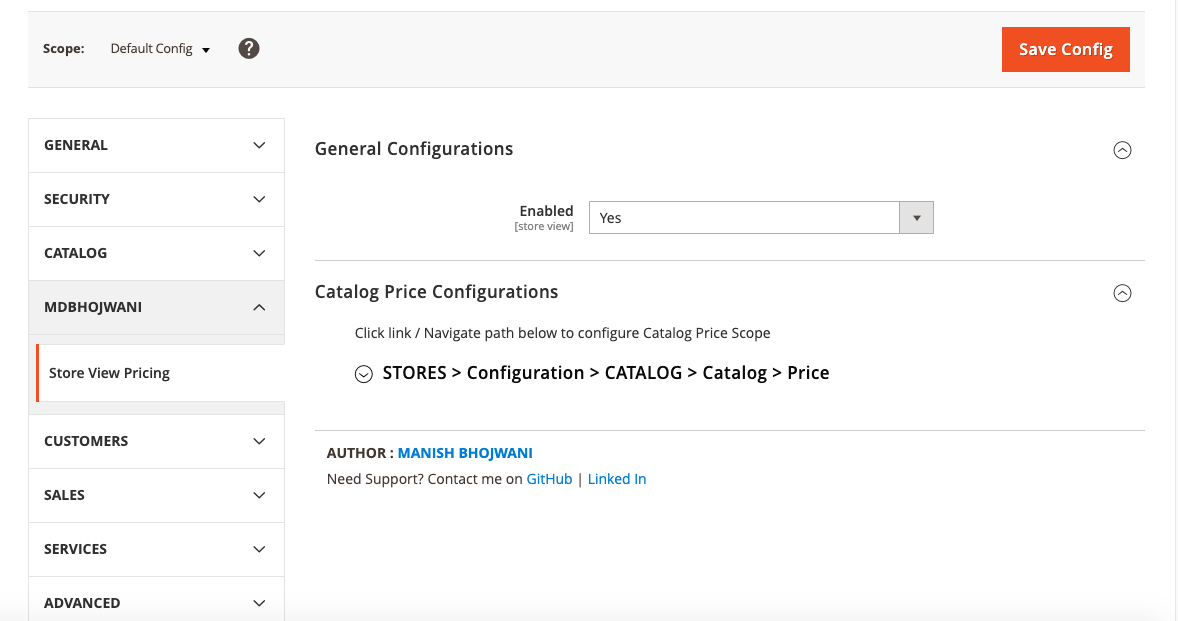 Scope: Default Config ?
Save Config
GENERAL
SECURITY
CATALOG
MDBHOJWANI
Store View Pricing
CUSTOMERS
SALES
SERVICES
ADVANCED
General Configurations
Enabled
[store view]
Yes
Catalog Price Configurations
Click link / Navigate path below to configure Catalog Price Scope
STORES > Configuration > CATALOG > Catalog > Price
AUTHOR : MANISH BHOJWANI
Need Support? Contact me on GitHub | Linked In